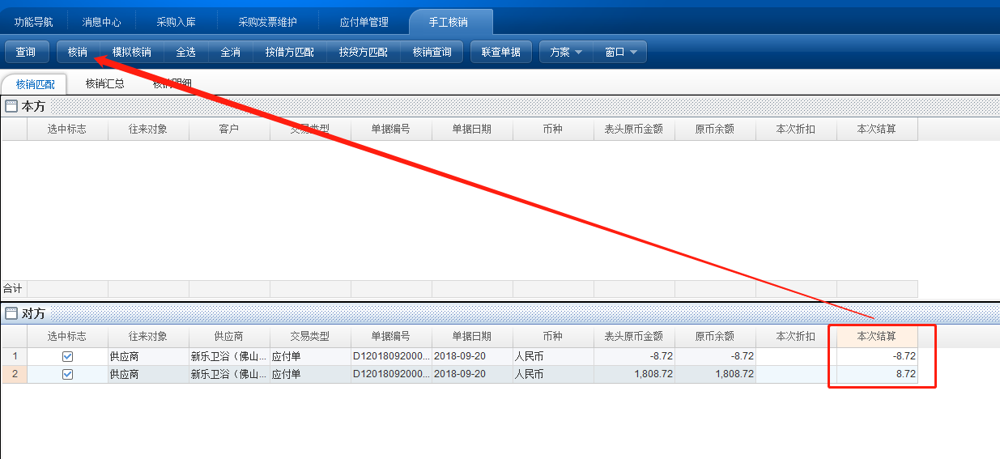 功能导航 消息中心 采购入库 采购发票维护 应付单管理 手工核销
查询 核销 模拟核销 全选 全消 按借方匹配 按贷方匹配 核销查询 联查单据 方案 窗口
核销匹配 核销汇总 核销明细
本方
选中标志 往来对象 客户 交易类型 单据编号 单据日期 币种 表头原币金额 原币余额 本次折扣 本次结算
合计
对方
选中标志 往来对象 供应商 交易类型 单据编号 单据日期 币种 表头原币金额 原币余额 本次折扣 本次结算
1 供应商 新乐卫浴（佛山... 应付单 D12018092000... 2018-09-20 人民币 -8.72 -8.72 -8.72
2 供应商 新乐卫浴（佛山... 应付单 D12018092000... 2018-09-20 人民币 1,808.72 1,808.72 8.72